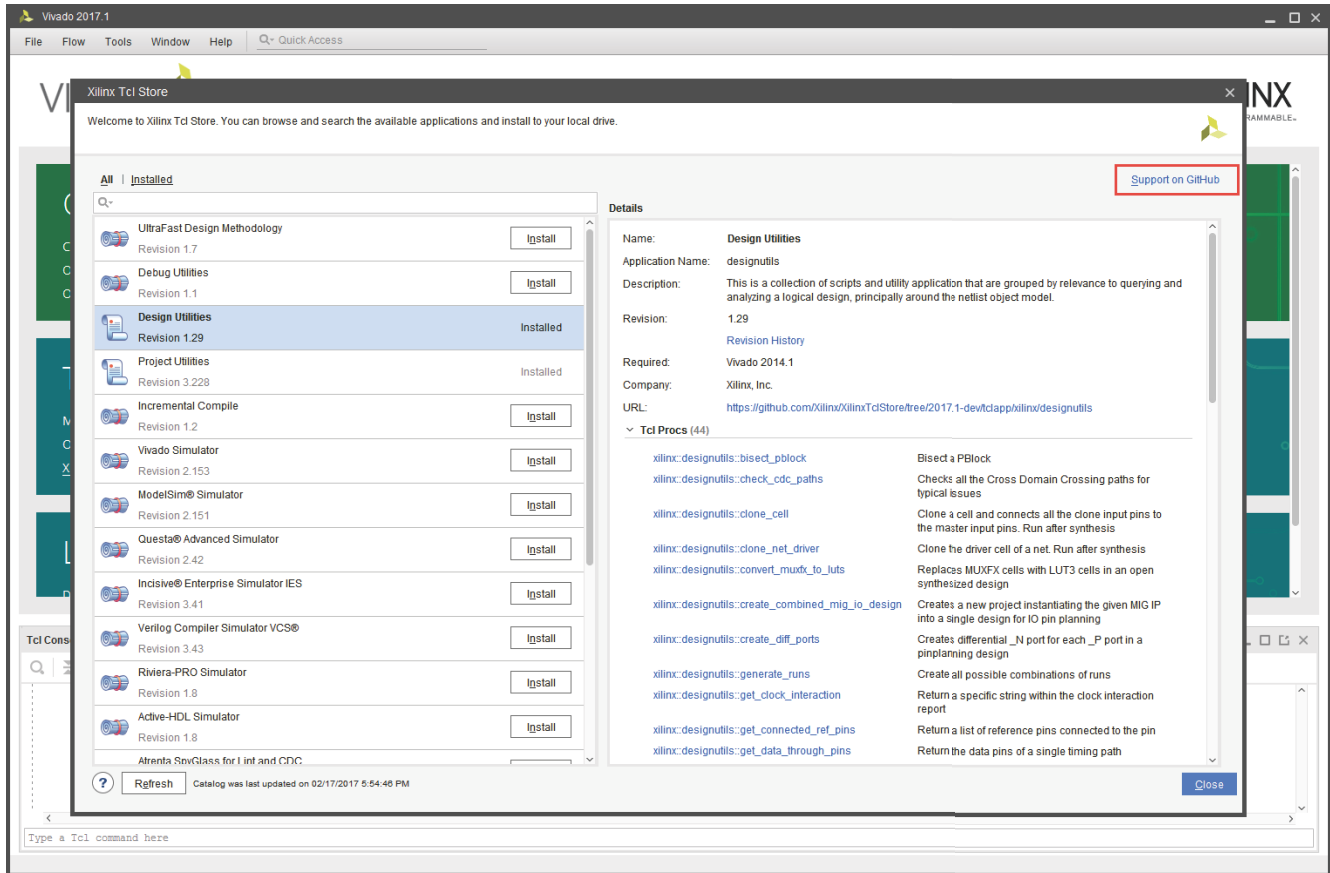 Vivado 2017.1
File Flow Tools Window Help Quick Access
INX
RAMMABLE.
Xilinx Tcl Store
Welcome to Xilinx Tcl Store. You can browse and search the available applications and install to your local drive.
All | Installed
Support on GitHub
UltraFast Design Methodology
Revision 1.7
Install
Debug Utilities
Revision 1.1
Install
Design Utilities
Revision 1.29
Installed
Project Utilities
Revision 3.228
Installed
Incremental Compile
Revision 1.2
Install
Vivado Simulator
Revision 2.153
Install
ModelSim® Simulator
Revision 2.151
Install
Questa® Advanced Simulator
Revision 2.42
Install
Incisive® Enterprise Simulator IES
Revision 3.41
Install
Verilog Compiler Simulator VCS®
Revision 3.43
Install
Riviera-PRO Simulator
Revision 1.8
Install
Active-HDL Simulator
Revision 1.8
Install
Atrenta SpyGlass for Lint and CDC
Details
Name: Design Utilities
Application Name: designutils
Description: This is a collection of scripts and utility application that are grouped by relevance to querying and
analyzing a logical design, principally around the netlist object model.
Revision: 1.29
Revision History
Required: Vivado 2014.1
Company: Xilinx, Inc.
URL: https://github.com/Xilinx/XilinxTclStore/tree/2017.1-dev/tclapp/xilinx/designutils
Tcl Procs (44)
xilinx::designutils::bisect_pblock Bisect a PBlock
xilinx::designutils::check_cdc_paths Checks all the Cross Domain Crossing paths for
typical issues
xilinx::designutils::clone_cell Clone a cell and connects all the clone input pins to
the master input pins. Run after synthesis
xilinx::designutils::clone_net_driver Clone the driver cell of a net. Run after synthesis
xilinx::designutils::convert_muxfx_to_luts Replaces MUXFX cells with LUT3 cells in an open
synthesized design
xilinx::designutils::create_combined_mig_io_design Creates a new project instantiating the given MIG IP
into a single design for IO pin planning
xilinx::designutils::create_diff_ports Creates differential _N port for each _P port in a
pinplanning design
xilinx::designutils::generate_runs Create all possible combinations of runs
xilinx::designutils::get_clock_interaction Return a specific string within the clock interaction
report
xilinx::designutils::get_connected_ref_pins Return a list of reference pins connected to the pin
xilinx::designutils::get_data_through_pins Return the data pins of a single timing path
? Refresh Catalog was last updated on 02/17/2017 5:54:46 PM
Close
Tcl Cons
Type a Tcl command here